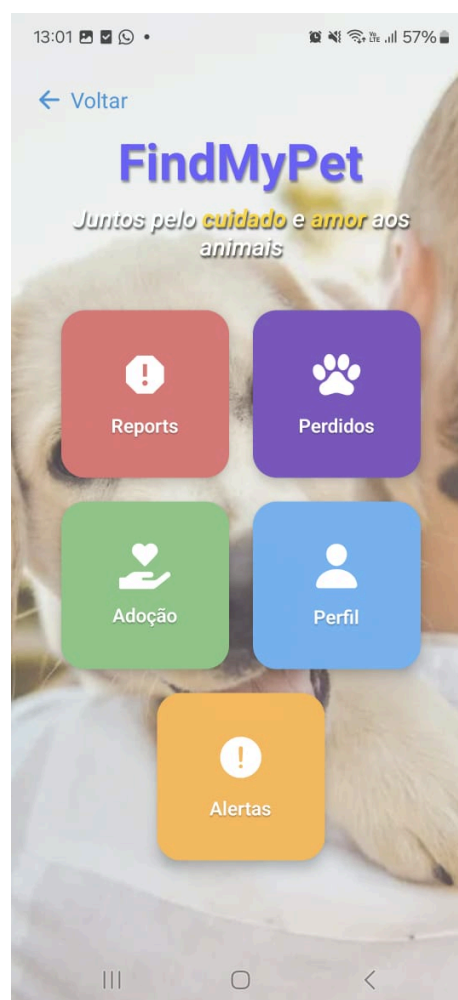 13:01 57%
Voltar
FindMyPet
Juntos pelo cuidado e amor aos
animais
Reports Perdidos
Adoção Perfil
Alertas